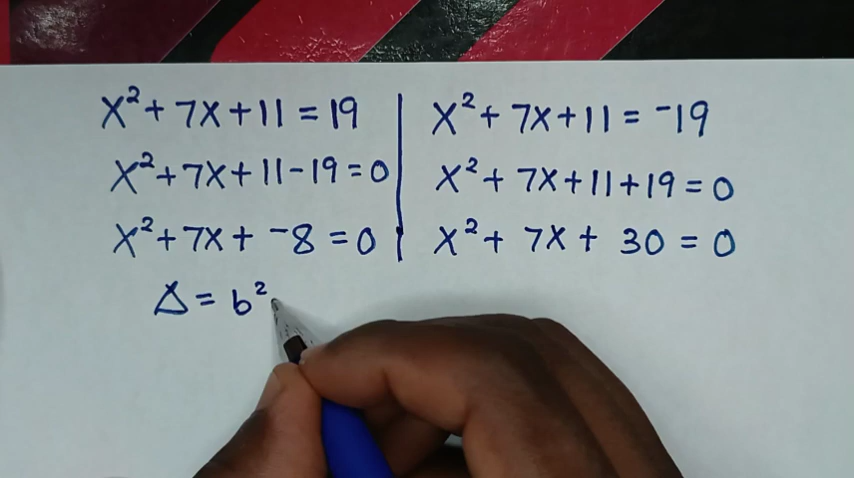 x² + 7x + 11 = 19 | x² + 7x + 11 = ⁻19
x² + 7x + 11 - 19 = 0 | x² + 7x + 11 + 19 = 0
x² + 7x + ⁻8 = 0 | x² + 7x + 30 = 0
Δ = b²